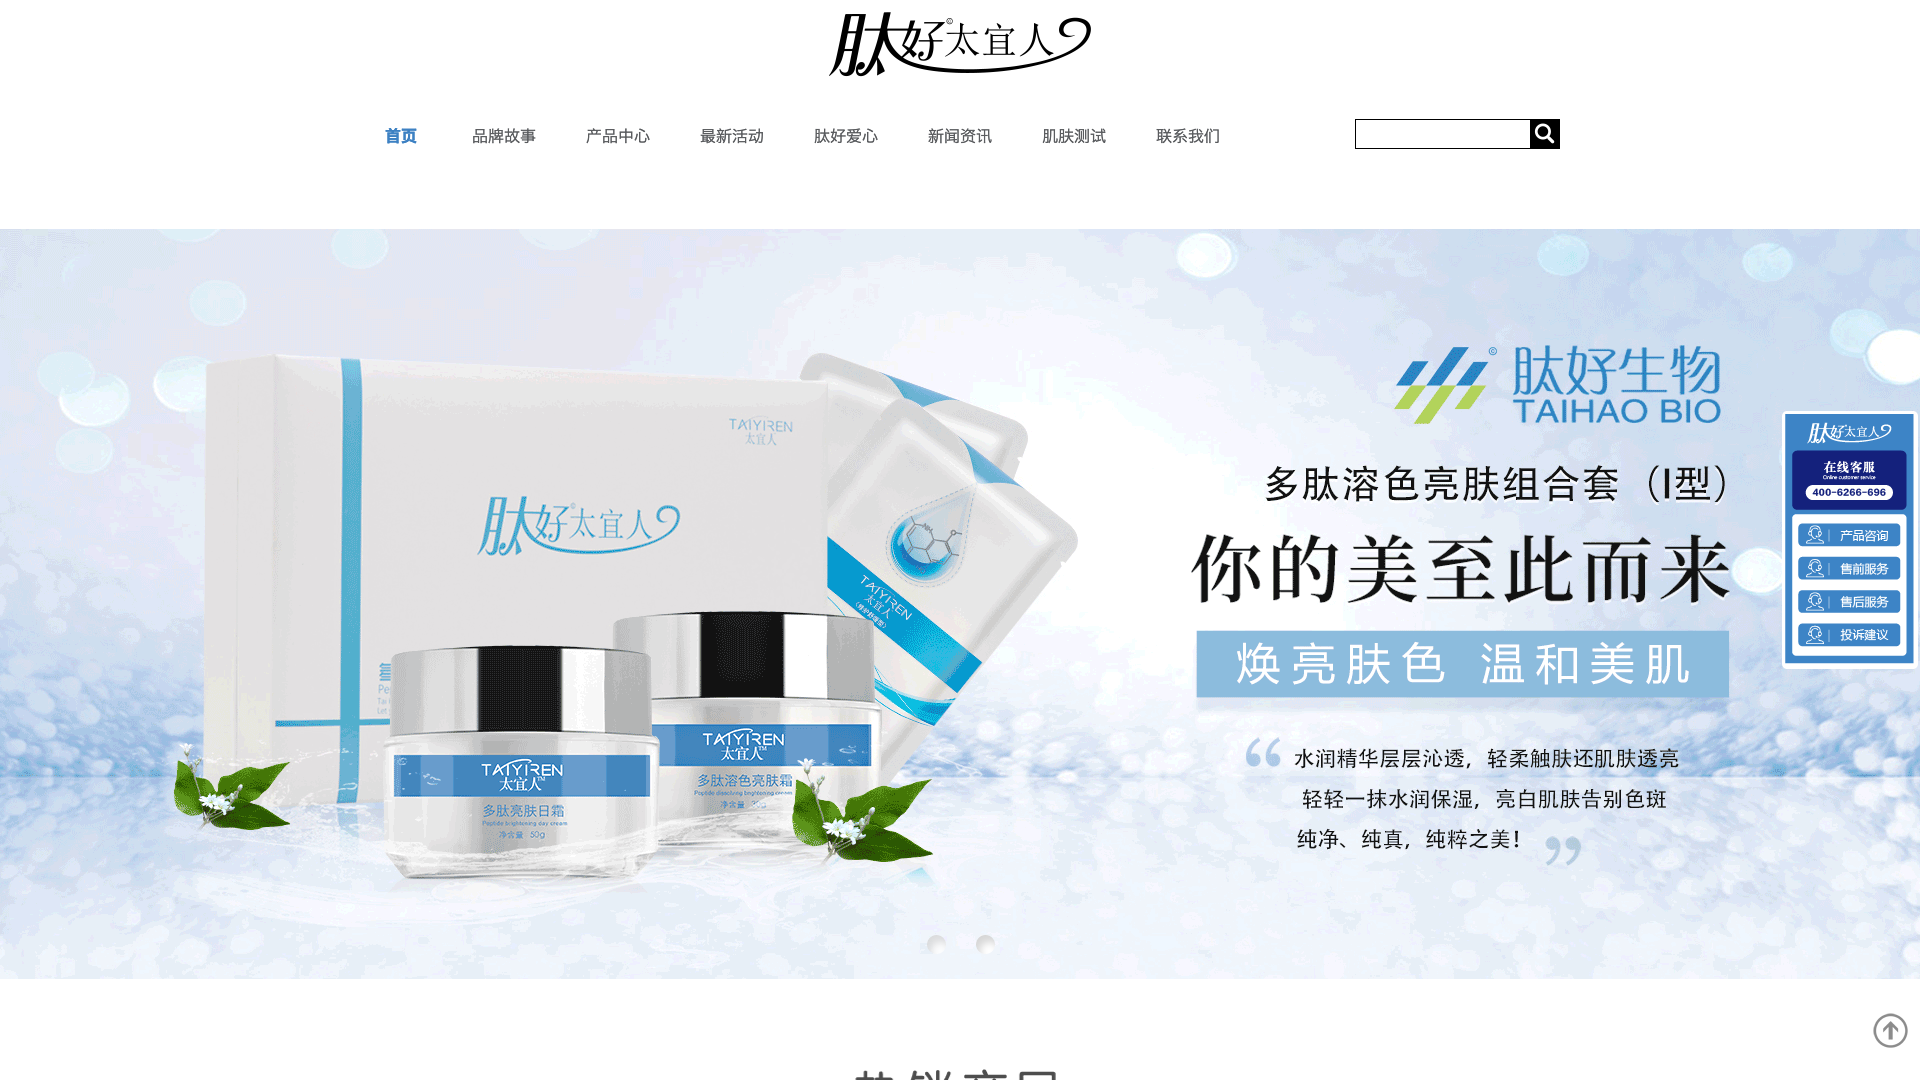 肽好太宜人
首页 品牌故事 产品中心 最新活动 肽好爱心 新闻资讯 肌肤测试 联系我们
肽好生物
TAIHAO BIO
多肽溶色亮肤组合套（I型）
你的美至此而来
焕亮肤色 温和美肌
“水润精华层层沁透，轻柔触肤还肌肤透亮
轻轻一抹水润保湿，亮白肌肤告别色斑
纯净、纯真，纯粹之美！”
TAIYIREN
太宜人
肽好太宜人
TAIYIREN
太宜人
TAIYIREN
太宜人™
多肽溶色亮肤霜
Peptide dissolving brightening cream
净含量 30g
TAIYIREN
太宜人™
多肽亮肤日霜
Peptide brightening day cream
净含量 50g
肽好太宜人
在线客服
Online customer service
400-6266-696
产品咨询
售前服务
售后服务
投诉建议
热销产品